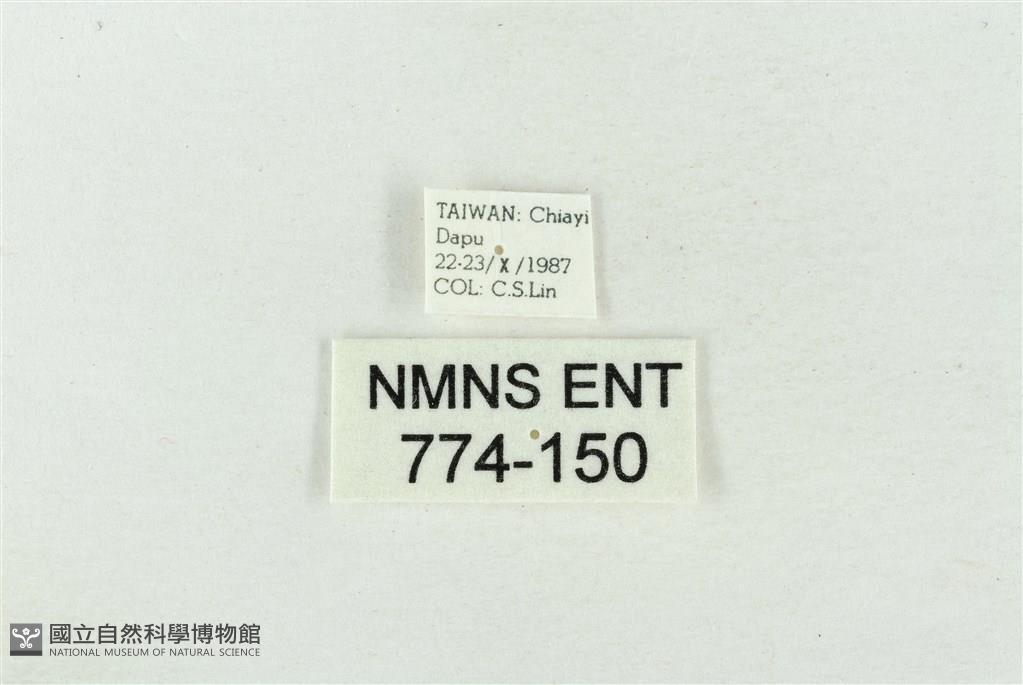 TAIWAN: Chiayi
Dapu
22-23/X/1987
COL: C.S.Lin
NMNS ENT
774-150
國立自然科學博物館
NATIONAL MUSEUM OF NATURAL SCIENCE